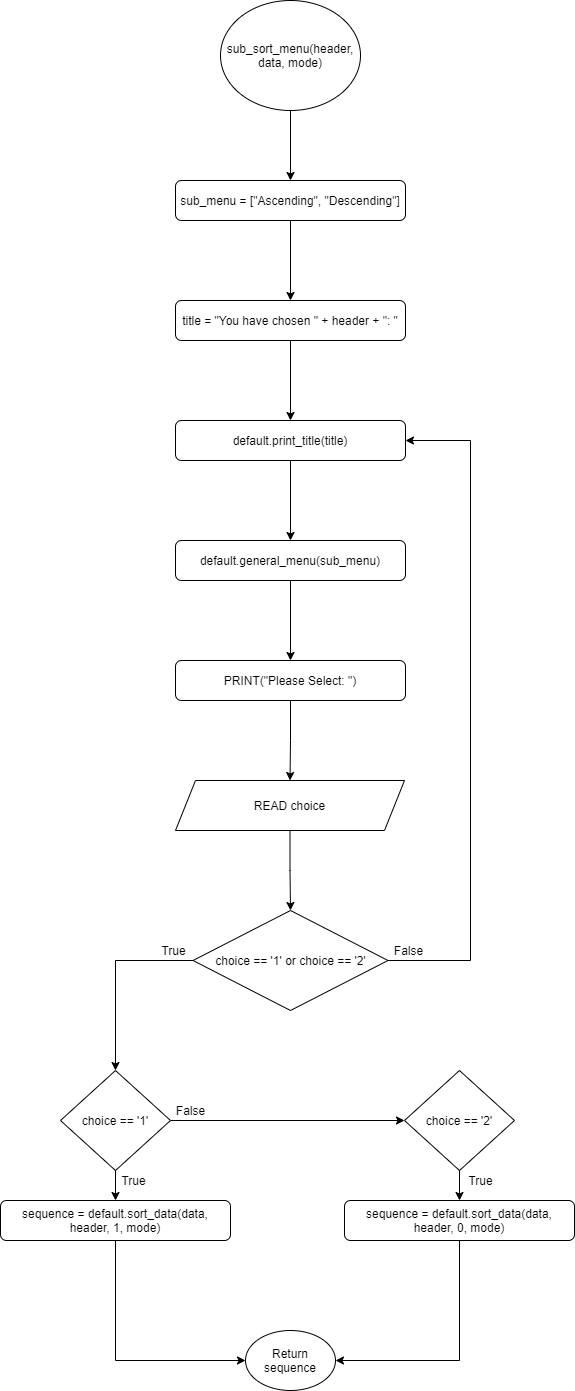 sub_sort_menu(header,
data, mode)
sub_menu = ["Ascending", "Descending"]
title = "You have chosen " + header + ": "
default.print_title(title)
default.general_menu(sub_menu)
PRINT("Please Select: ")
READ choice
True
choice == '1' or choice == '2'
False
choice == '1'
False
choice == '2'
True
True
sequence = default.sort_data(data,
header, 1, mode)
sequence = default.sort_data(data,
header, 0, mode)
Return
sequence